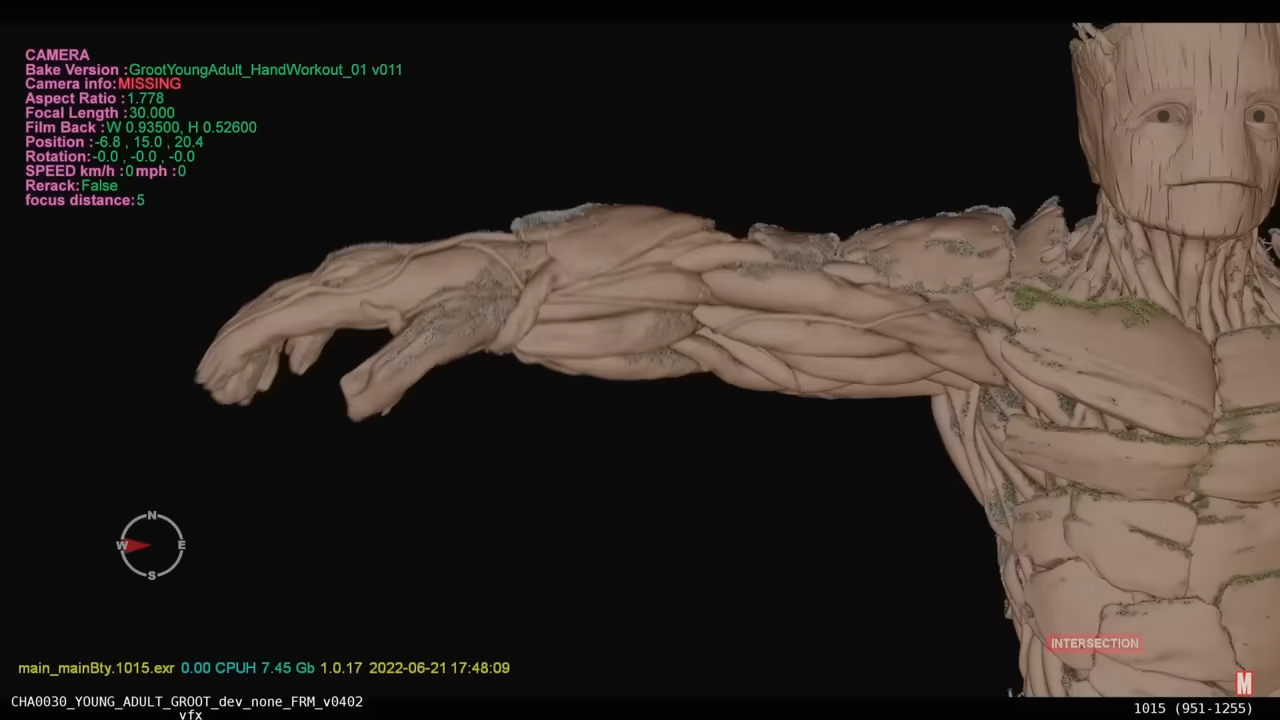 CAMERA
Bake Version :GrootYoungAdult_HandWorkout_01 v011
Camera info:MISSING
Aspect Ratio :1.778
Focal Length :30.000
Film Back :W 0.93500, H 0.52600
Position :-6.8 , 15.0 , 20.4
Rotation:-0.0 , -0.0 , -0.0
SPEED km/h :0 mph :0
Rerack:False
focus distance:5
N
W E
S
INTERSECTION
main_mainBty.1015.exr 0.00 CPUH 7.45 Gb 1.0.17 2022-06-21 17:48:09
M
CHA0030_YOUNG_ADULT_GROOT_dev_none_FRM_v0402
vfx
1015 (951-1255)